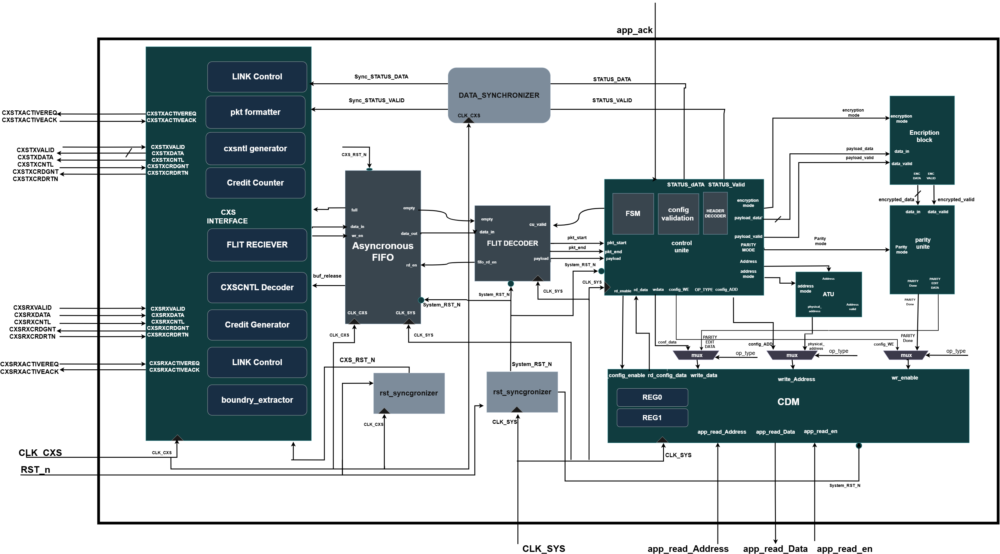 app_ack
LINK Control
pkt formatter
cxsntl generator
Credit Counter
CXS
INTERFACE
FLIT RECIEVER
CXSCNTL Decoder
Credit Generator
LINK Control
boundry_extractor
CXSTXACTIVEREQ
CXSTXACTIVEACK
CXSTXVALID
CXSTXDATA
CXSTXCNTL
CXSTXCRDGNT
CXSTXCRDRTN
CXSRXVALID
CXSRXDATA
CXSRXCNTL
CXSRXCRDGNT
CXSRXCRDRTN
CXSRXACTIVEREQ
CXSRXACTIVEACK
CXSTXACTIVEREQ
CXSTXACTIVEACK
CXSTXVALID
CXSTXDATA
CXSTXCNTL
CXSTXCRDGNT
CXSTXCRDRTN
CXSRXVALID
CXSRXDATA
CXSRXCNTL
CXSRXCRDGNT
CXSRXCRDRTN
CXSRXACTIVEREQ
CXSRXACTIVEACK
CLK_CXS
RST_n
CLK_CXS
Sync_STATUS_DATA
Sync_STATUS_VALID
DATA_SYNCHRONIZER
CLK_CXS
STATUS_DATA
STATUS_VALID
CXS_RST_N
full
empty
data_in
wr_en
data_out
Asyncronous
FIFO
rd_en
buf_release
CLK_CXS
CLK_SYS
System_RST_N
CLK_CXS
CLK_SYS
empty
cu_valid
data_in
FLIT DECODER
payload
fifo_rd_en
System_RST_N
CLK_SYS
pkt_start
pkt_end
System_RST_N
CLK_SYS
STATUS_dATA
STATUS_Valid
FSM
config
validation
HEADER
DECODER
control
unite
pkt_start
pkt_end
payload
encryption
mode
payload_data'
payload_valid
PARITY
MODE
Address
address
mode
rd_enable
rd_data
wdata
config_WE
OP_TYPE
config_ADD
encryption
mode
payload_data
payload_valid
Parity
mode
encryption
mode
Encription
block
data_in
data_valid
ENC
DATA
ENC
VALID
encrypted_data
encrypted_valid
data_in
data_valid
parity
unite
Parity
mode
PARITY
Done
PARITY
EDIT
DATA
Address
address
mode
ATU
physical_
address
Address
valid
PARITY
Done
conf_data
PARITY
EDIT
DATA
config_ADD
physical_
address
config_WE
PARITY
Done
mux
op_type
mux
op_type
mux
op_type
_config_enable
rd_config_data
write_data
write_Address
wr_enable
REG0
REG1
CDM
app_read_Address
app_read_Data
app_read_en
CXS_RST_N
rst_syncgronizer
CLK_CXS
System_RST_N
rst_syncgronizer
CLK_SYS
CLK_SYS
System_RST_N
CLK_SYS
app_read_Address
app_read_Data
app_read_en